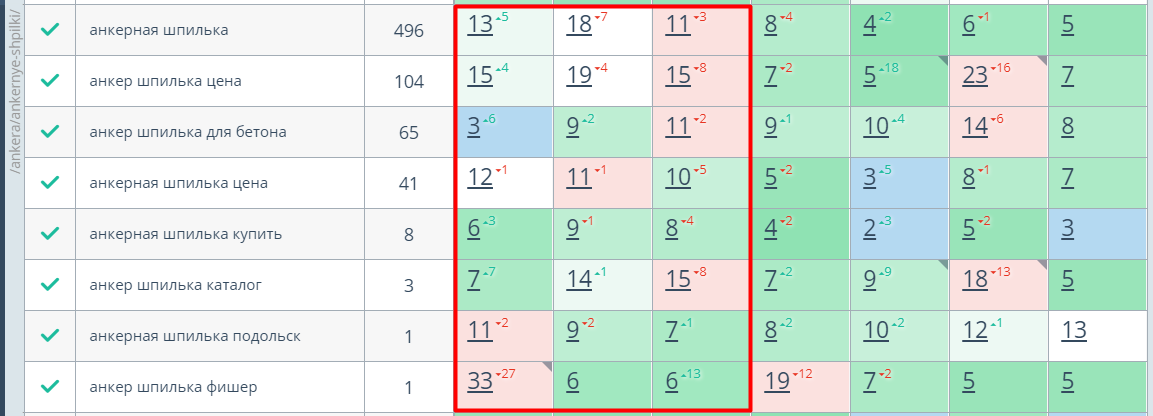 /ankera/ankernye-shpilki/
анкерная шпилька 496 13 ▴5 18 ▾7 11 ▾3 8 ▾4 4 ▴2 6 ▾1 5
анкер шпилька цена 104 15 ▴4 19 ▾4 15 ▾8 7 ▾2 5 ▴18 23 ▾16 7
анкер шпилька для бетона 65 3 ▴6 9 ▴2 11 ▾2 9 ▴1 10 ▴4 14 ▾6 8
анкерная шпилька цена 41 12 ▾1 11 ▾1 10 ▾5 5 ▾2 3 ▴5 8 ▾1 7
анкерная шпилька купить 8 6 ▴3 9 ▾1 8 ▾4 4 ▾2 2 ▴3 5 ▾2 3
анкер шпилька каталог 3 7 ▴7 14 ▴1 15 ▾8 7 ▴2 9 ▴9 18 ▾13 5
анкерная шпилька подольск 1 11 ▾2 9 ▾2 7 ▴1 8 ▴2 10 ▴2 12 ▴1 13
анкер шпилька фишер 1 33 ▾27 6 6 ▴13 19 ▾12 7 ▾2 5 5